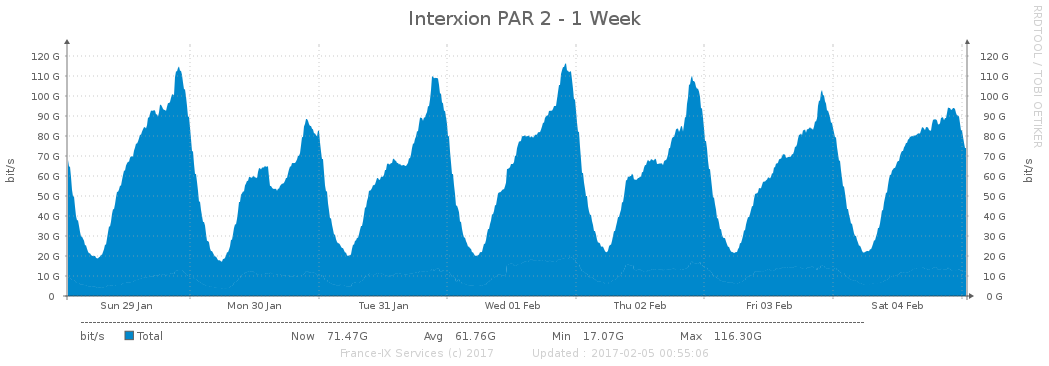 Interxion PAR 2 - 1 Week
RRDTOOL / TOBI OETIKER
bit/s
120 G 120 G
110 G 110 G
100 G 100 G
90 G 90 G
80 G 80 G
70 G 70 G
60 G 60 G
50 G 50 G
40 G 40 G
30 G 30 G
20 G 20 G
10 G 10 G
0 0 G
bit/s
Sun 29 Jan Mon 30 Jan Tue 31 Jan Wed 01 Feb Thu 02 Feb Fri 03 Feb Sat 04 Feb
bit/s Total Now 71.47G Avg 61.76G Min 17.07G Max 116.30G
France-IX Services (c) 2017 Updated : 2017-02-05 00:55:06